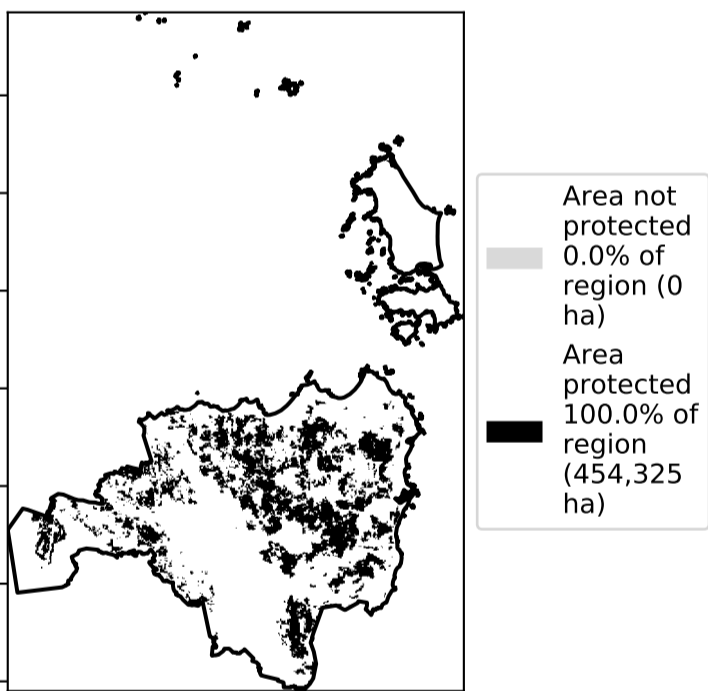 Area not
protected
0.0% of
region (0
ha)
Area
protected
100.0% of
region
(454,325
ha)